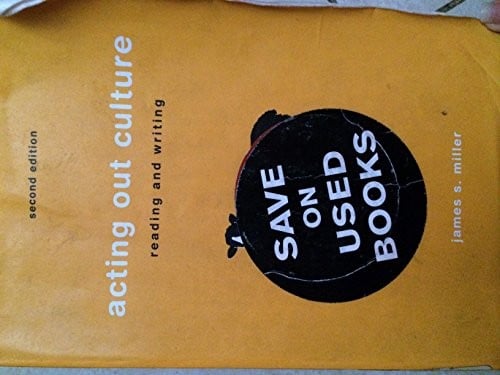 second edition
acting out culture
reading and writing
SAVE
ON
USED
BOOKS
james s. miller